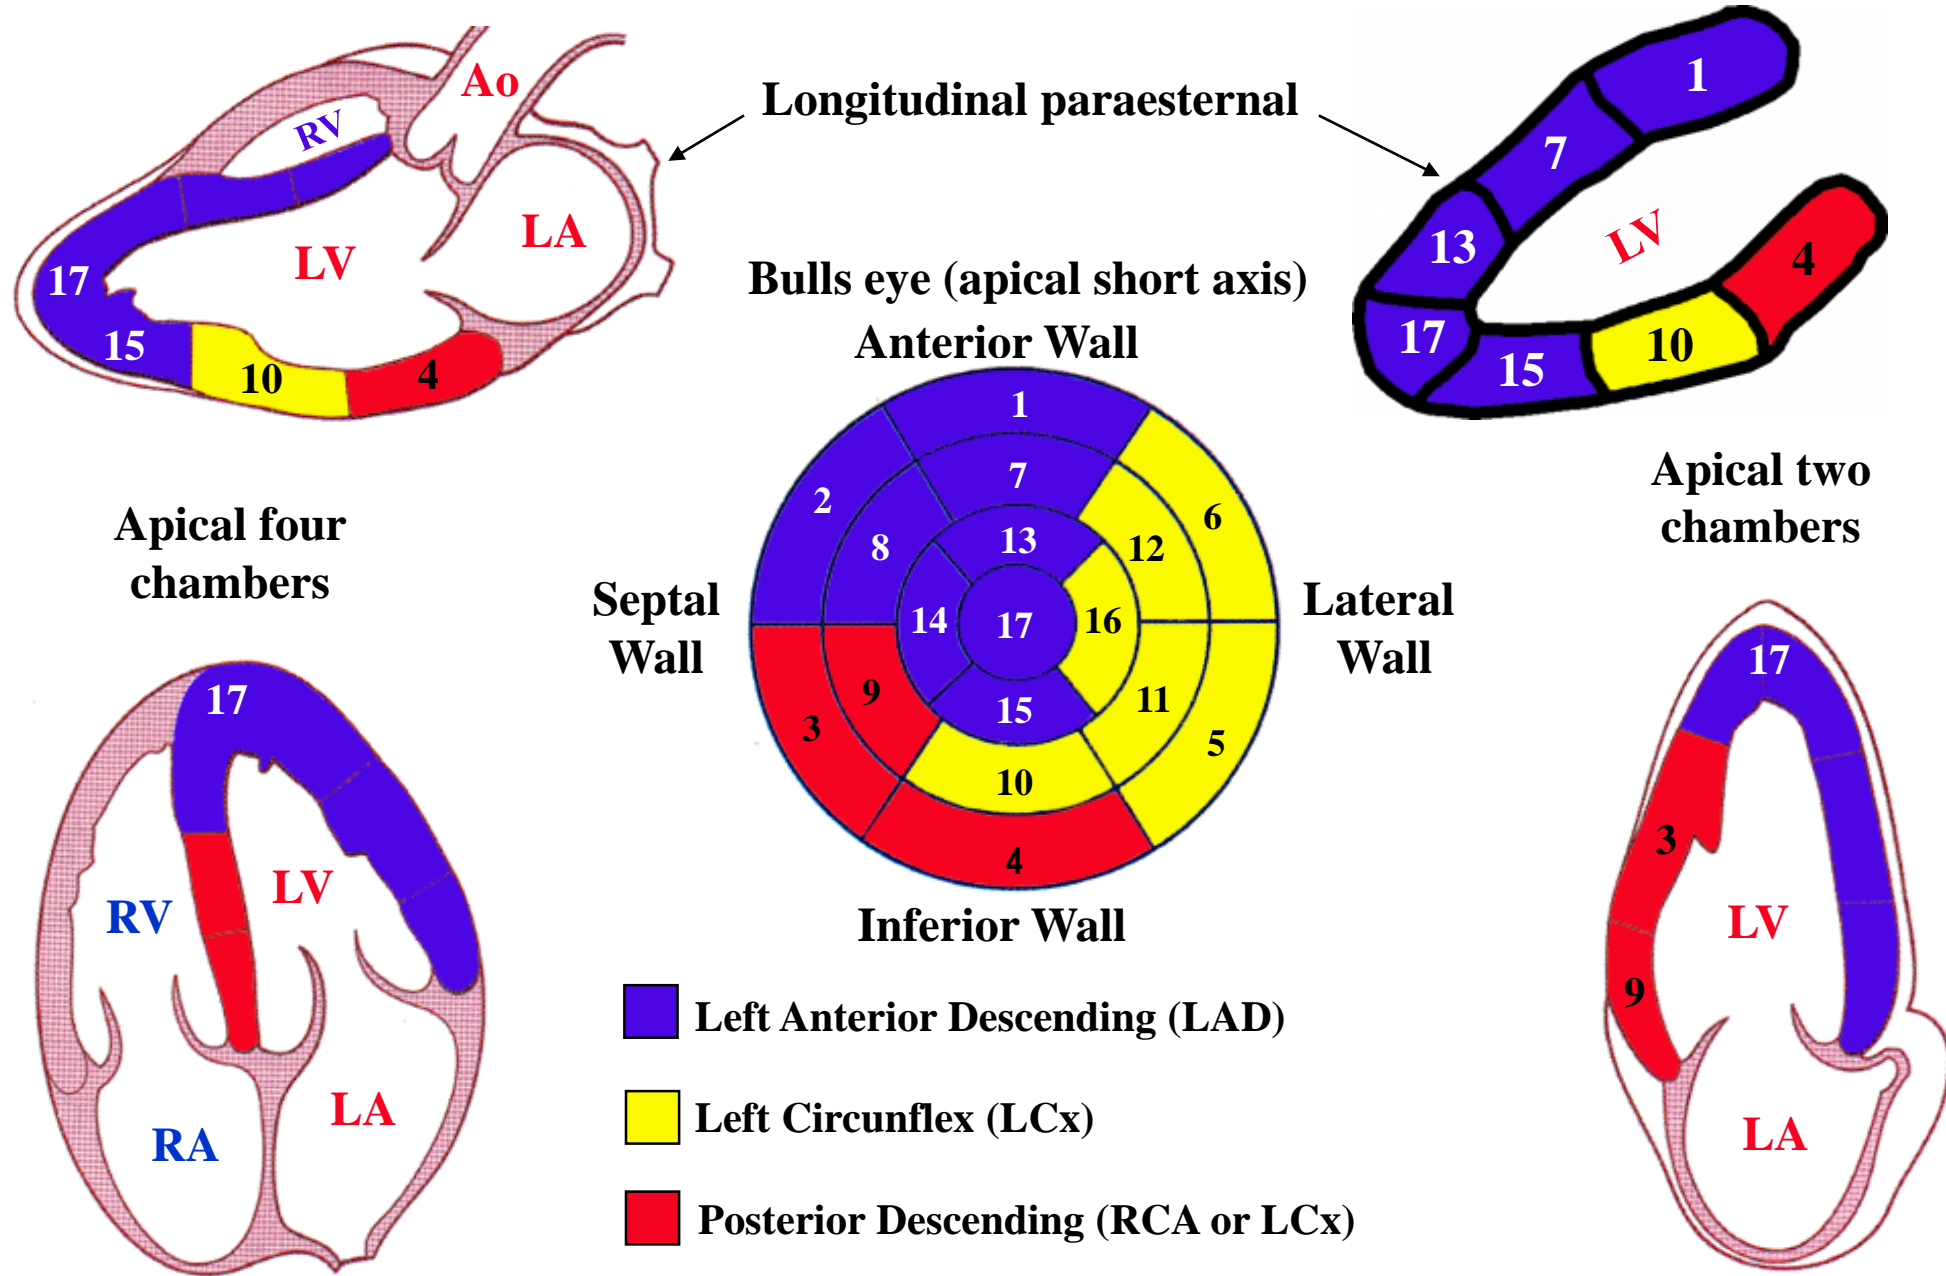 Ao
RV
LV
LA
17
15
10
4
Longitudinal paraesternal
1
7
13
17
15
10
4
LV
Bulls eye (apical short axis)
Anterior Wall
1
7
13
2
8
14
17
16
12
6
9
3
15
11
5
10
4
Septal
Wall
Lateral
Wall
Inferior Wall
Apical four
chambers
17
RV
LV
RA
LA
Apical two
chambers
17
3
9
LV
LA
Left Anterior Descending (LAD)
Left Circunflex (LCx)
Posterior Descending (RCA or LCx)